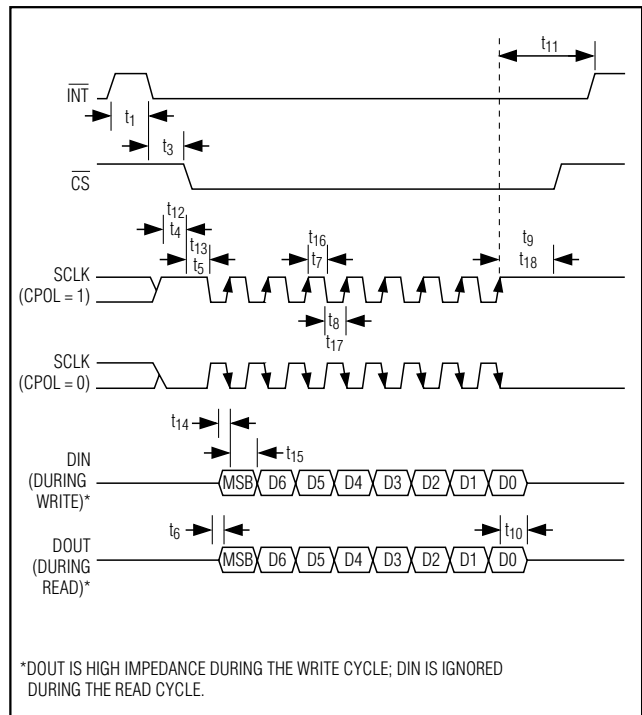 t11
INT
t1
t3
CS
t12
t4
t13
t5
t16
t7
t9
t18
SCLK
(CPOL = 1)
t8
t17
SCLK
(CPOL = 0)
t14
t15
DIN
(DURING
WRITE)*
MSB D6 D5 D4 D3 D2 D1 D0
t6
t10
DOUT
(DURING
READ)*
MSB D6 D5 D4 D3 D2 D1 D0
*DOUT IS HIGH IMPEDANCE DURING THE WRITE CYCLE; DIN IS IGNORED
DURING THE READ CYCLE.